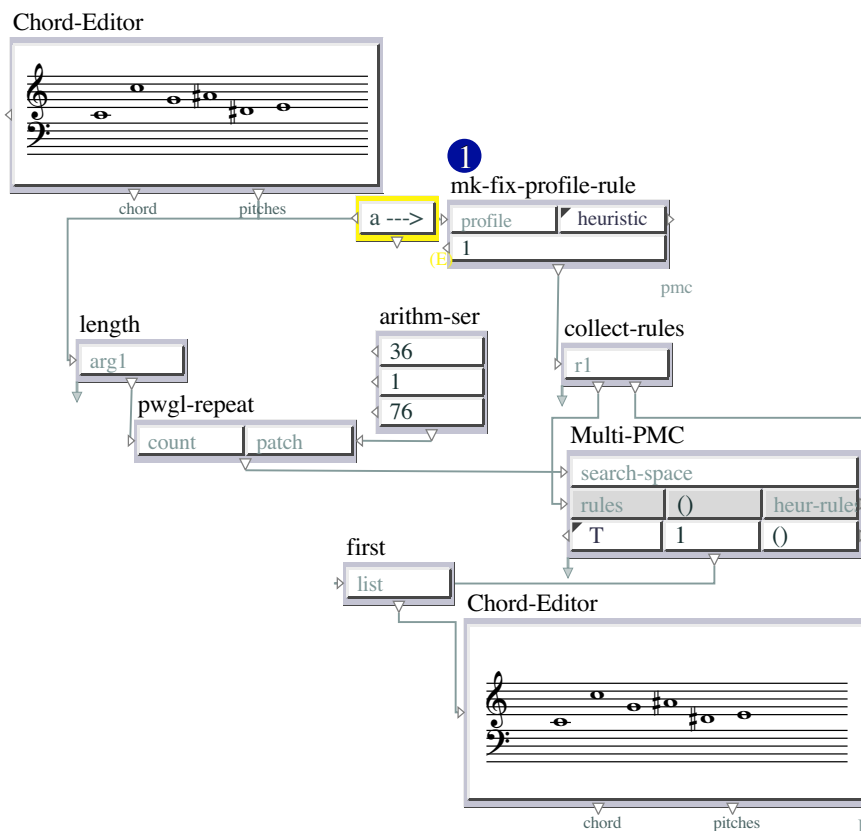 Chord-Editor
1
mk-fix-profile-rule
chord
pitches
a --->
profile
heuristic
1
(E
pmc
length
arithm-ser
collect-rules
36
arg1
r1
1
pwgl-repeat
76
count
patch
Multi-PMC
search-space
rules
()
heur-rule
T
1
()
first
list
Chord-Editor
chord
pitches